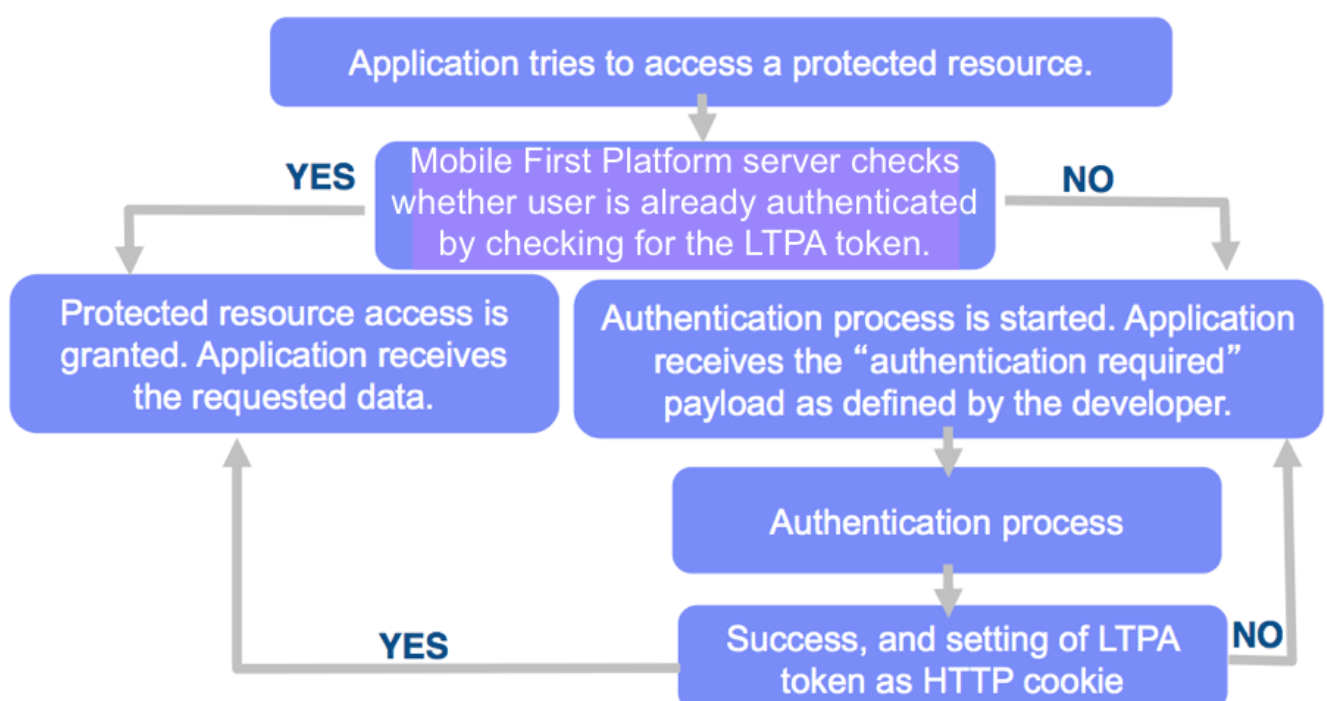 Application tries to access a protected resource.
YES
Mobile First Platform server checks
whether user is already authenticated
by checking for the LTPA token.
NO
Protected resource access is
granted. Application receives
the requested data.
Authentication process is started. Application
receives the “authentication required”
payload as defined by the developer.
Authentication process
YES
Success, and setting of LTPA
token as HTTP cookie
NO